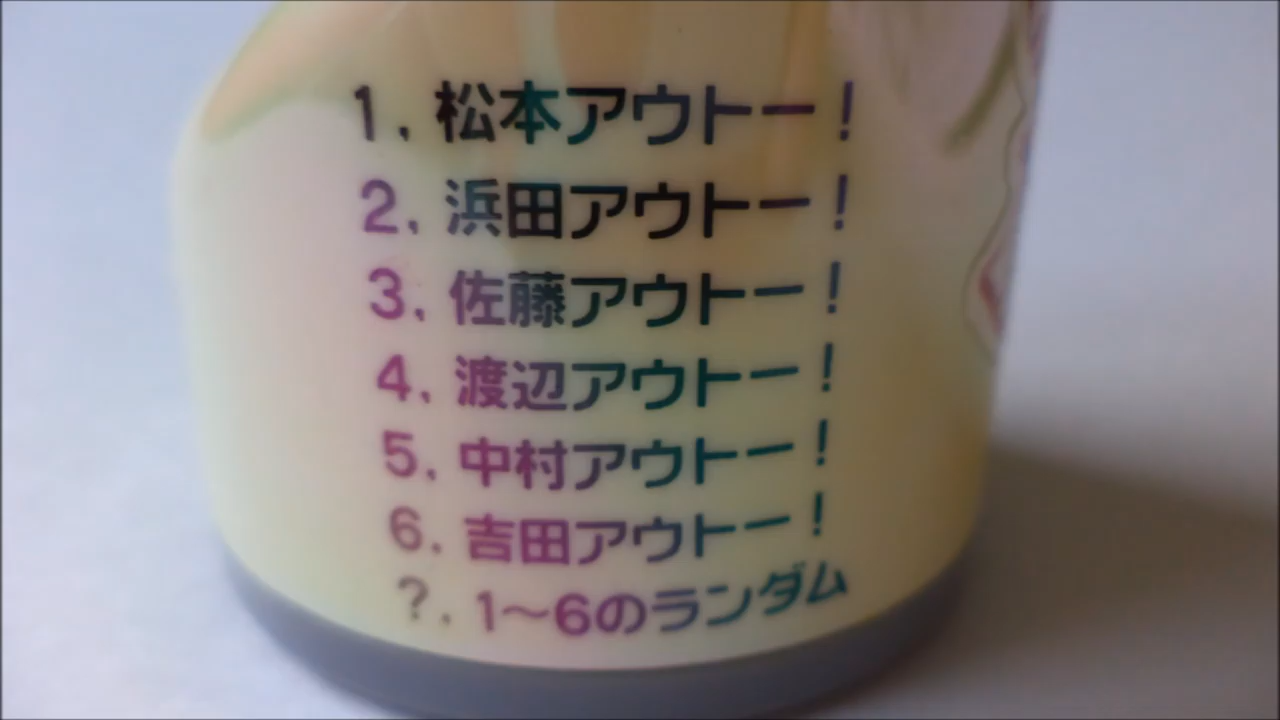 1. 松本アウトー!
2. 浜田アウトー!
3. 佐藤アウトー!
4. 渡辺アウトー!
5. 中村アウトー!
6. 吉田アウトー!
?. 1〜6のランダム